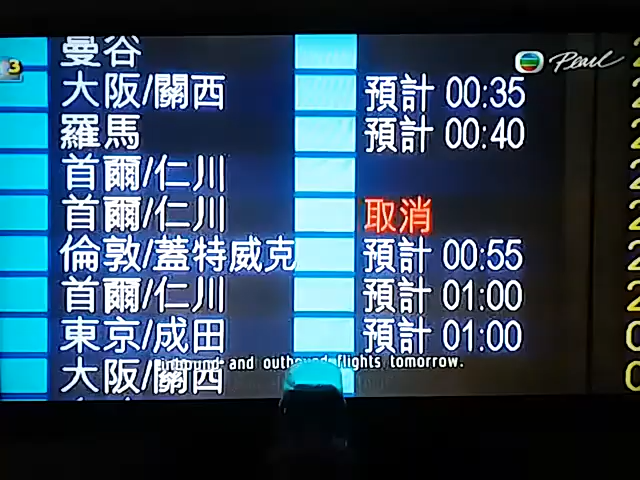 曼谷
3 Pearl
大阪/關西 預計 00:35
羅馬 預計 00:40
首爾/仁川
首爾/仁川 取消
倫敦/蓋特威克 預計 00:55
首爾/仁川 預計 01:00
東京/成田 預計 01:00
inbound and outbound flights tomorrow.
大阪/關西